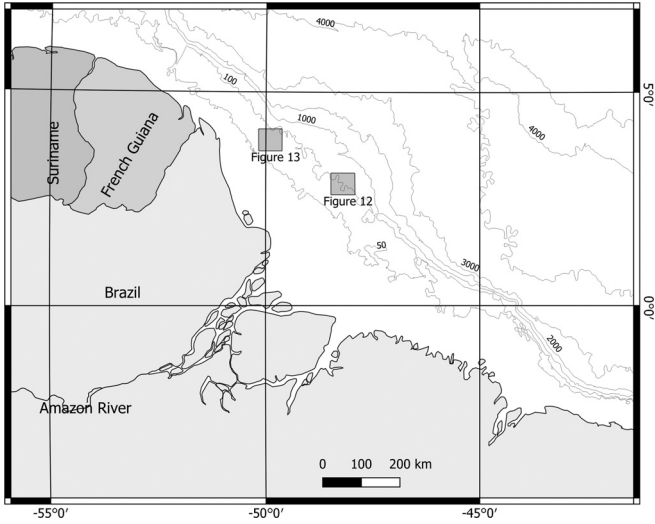 4000
100
5°0'
1000
4000
Suriname
French Guiana
Figure 13
Figure 12
50
3000
Brazil
0°0'
2000
Amazon River
0 100 200 km
-55°0' -50°0' -45°0'